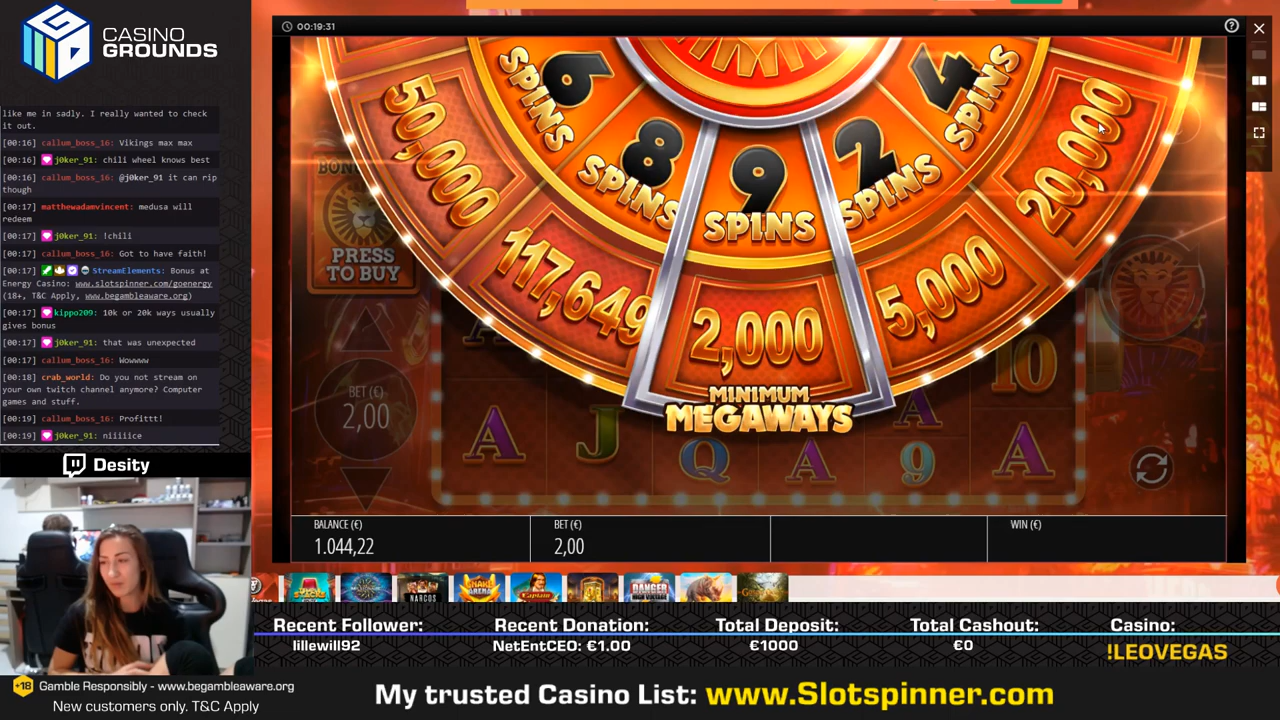 CASINO
GROUNDS
like me in sadly. I really wanted to check
it out.
[00:16] callum_boss_16: Vikings max max
[00:16] j0ker_91: chili wheel knows best
[00:16] callum_boss_16: @j0ker_91 it can rip
though
[00:17] matthewadamvincent: medusa will
redeem
[00:17] j0ker_91: !chili
[00:17] callum_boss_16: Got to have faith!
[00:17] StreamElements: Bonus at
Energy Casino: www.slotspinner.com/goenergy
(18+, T&C Apply, www.begambleaware.org)
[00:17] kippo209: 10k or 20k ways usually
gives bonus
[00:17] j0ker_91: that was unexpected
[00:17] callum_boss_16: Wowwww
[00:18] crab_world: Do you not stream on
your own twitch channel anymore? Computer
games and stuff.
[00:19] callum_boss_16: Profittt!
[00:19] j0ker_91: niiiiice
Desity
00:19:31
6 SPINS
8 SPINS
9 SPINS
2 SPINS
4 SPINS
50,000
117,649
2,000
5,000
20,000
MINIMUM
MEGAWAYS
BONUS
PRESS
TO BUY
BET (€)
2,00
A
J
Q
A
A
9
10
A
BALANCE (€)
1.044,22
BET (€)
2,00
WIN (€)
NARCOS
DANGER
Recent Follower:
lillewill92
Recent Donation:
NetEntCEO: €1.00
Total Deposit:
€1000
Total Cashout:
€0
Casino:
!LEOVEGAS
+18 Gamble Responsibly - www.begambleaware.org
New customers only. T&C Apply
My trusted Casino List: www.Slotspinner.com